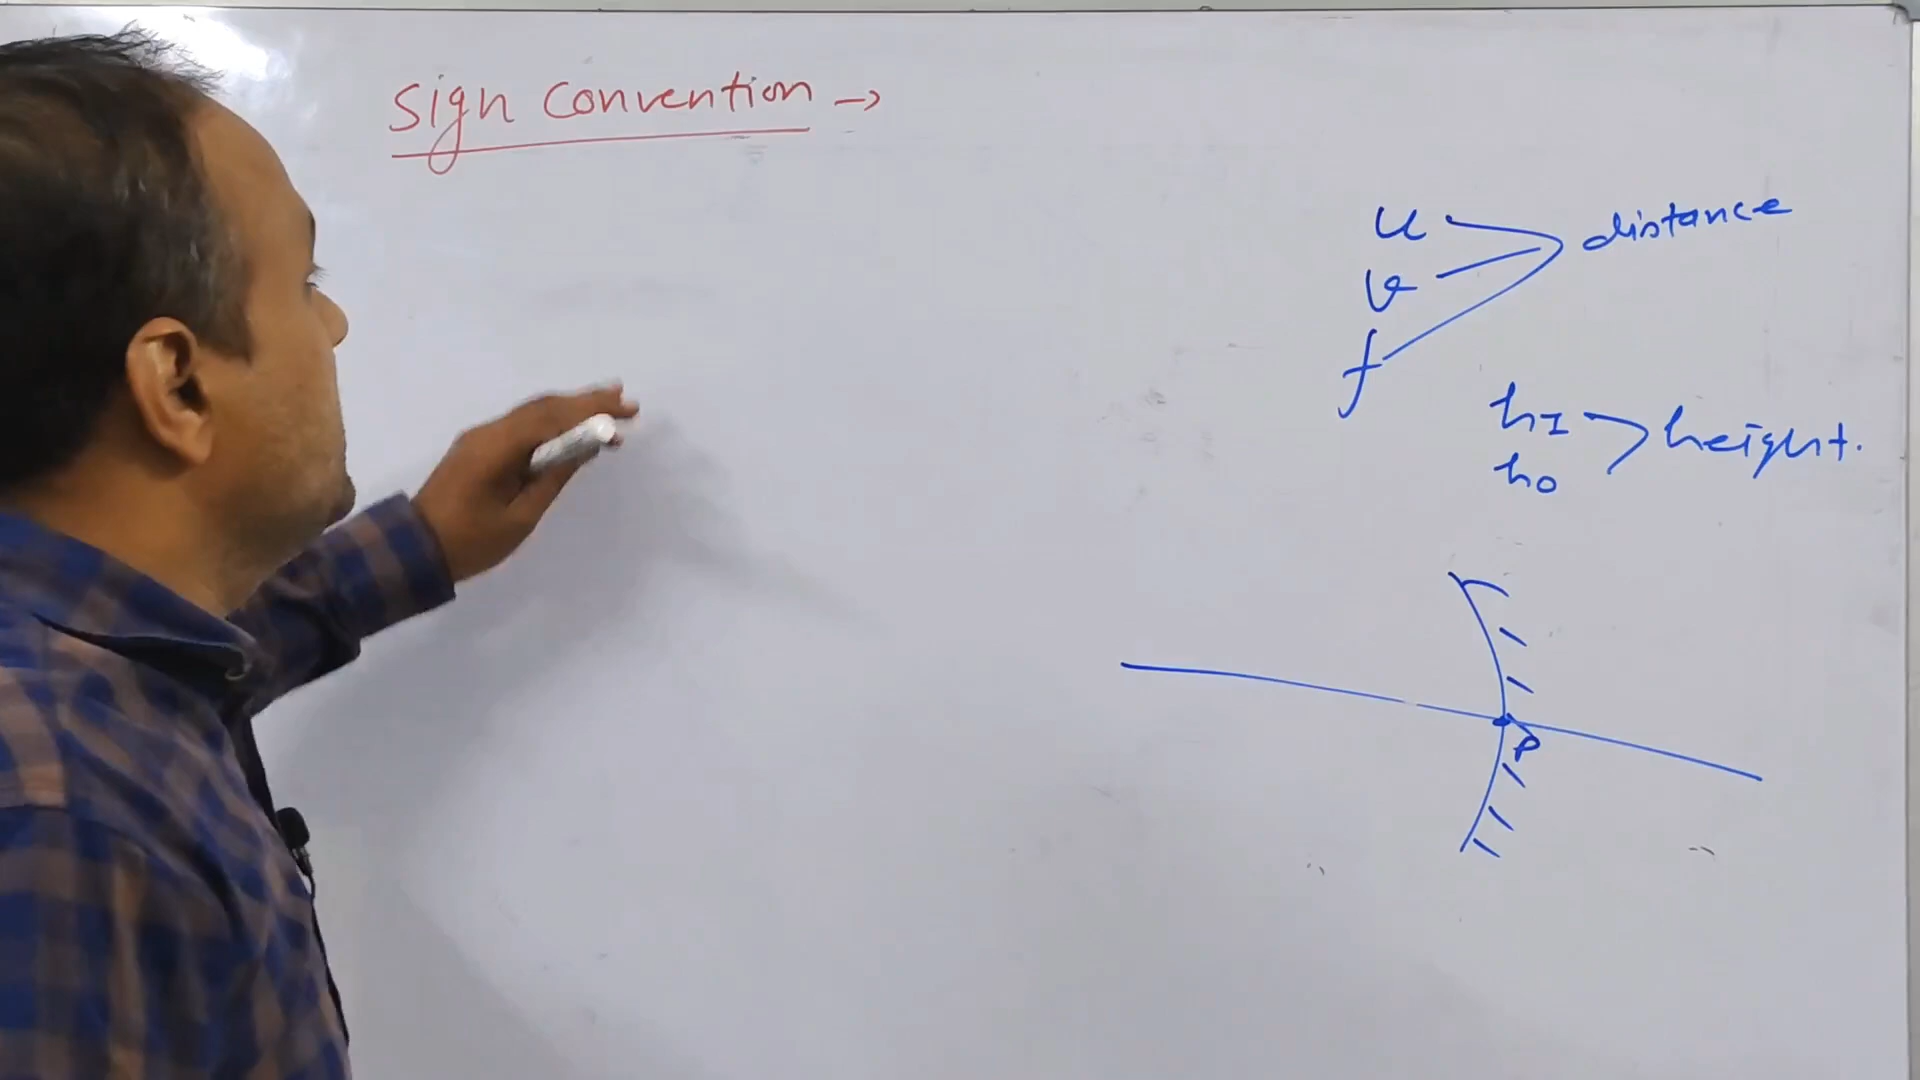 Sign Convention →
u
distance
v
f
hI
height.
ho
P